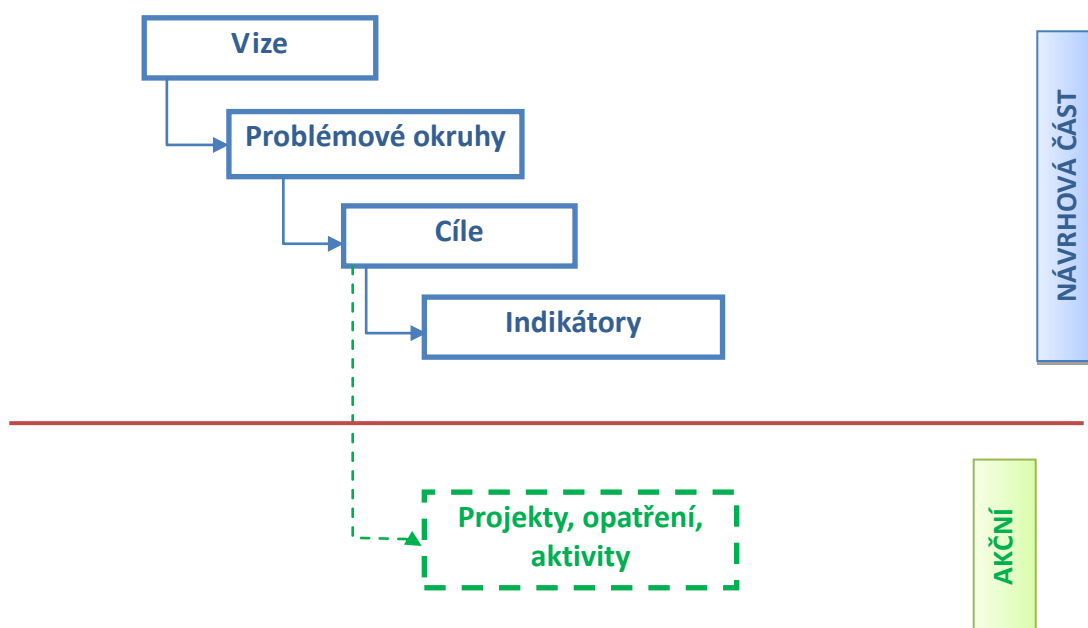 Vize
Problémové okruhy
Cíle
Indikátory
NÁVRHOVÁ ČÁST
Projekty, opatření,
aktivity
AKČNÍ